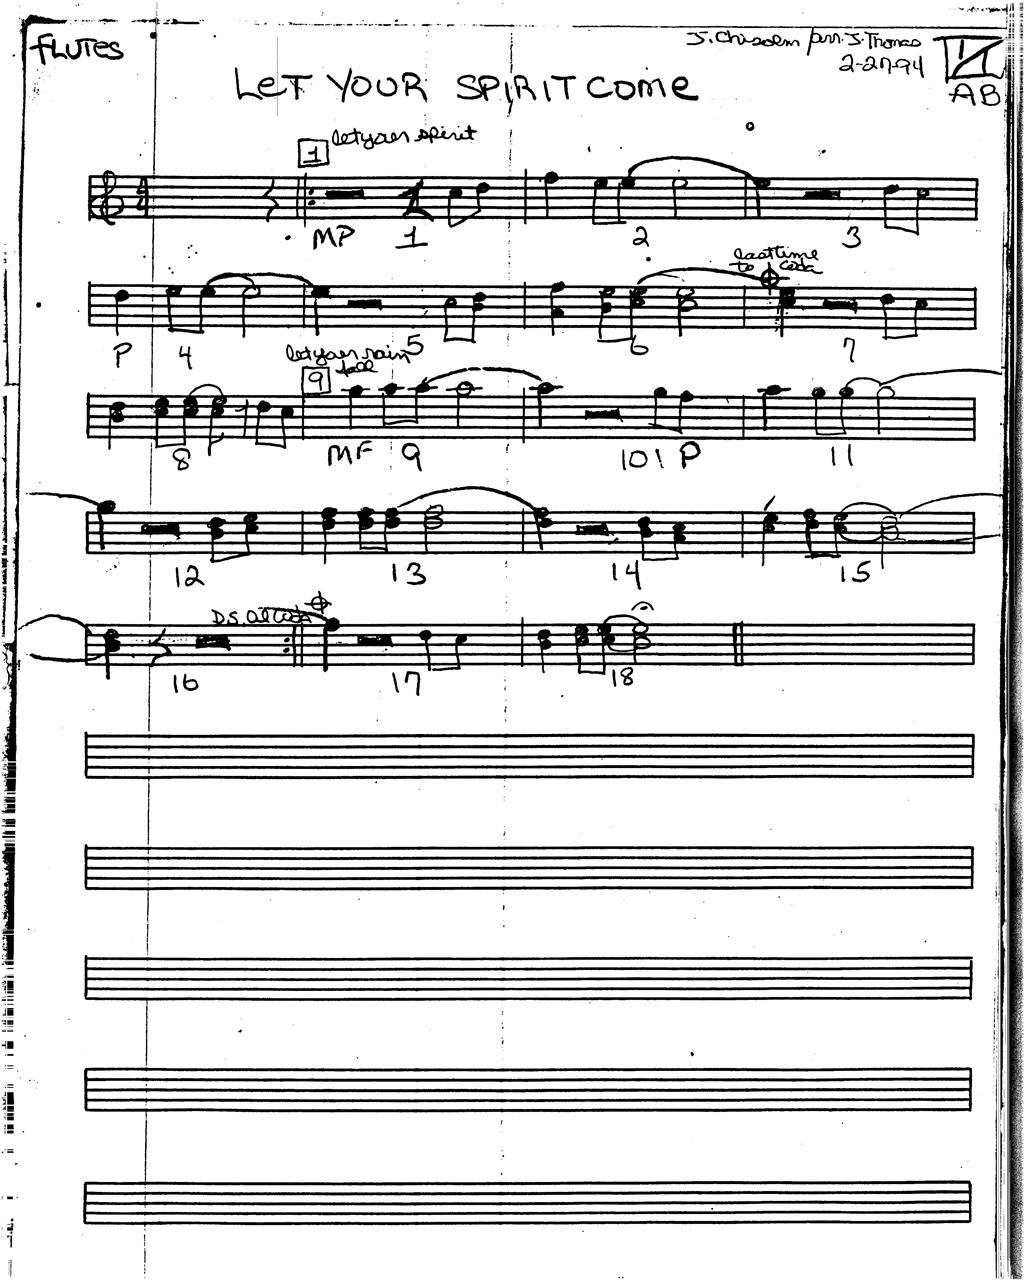 FLUTES
J. Chisolm / arr. J. Thomas
2-27-94
AB
LET YOUR SPIRIT COME
1 let your spirit
4
4
MP 1 2 3
last time
to coda
P 4 5 6 7
let your rain
fall
9
8 MF 9 10 P 11
12 13 14 15
D.S. al Coda
16 17 18